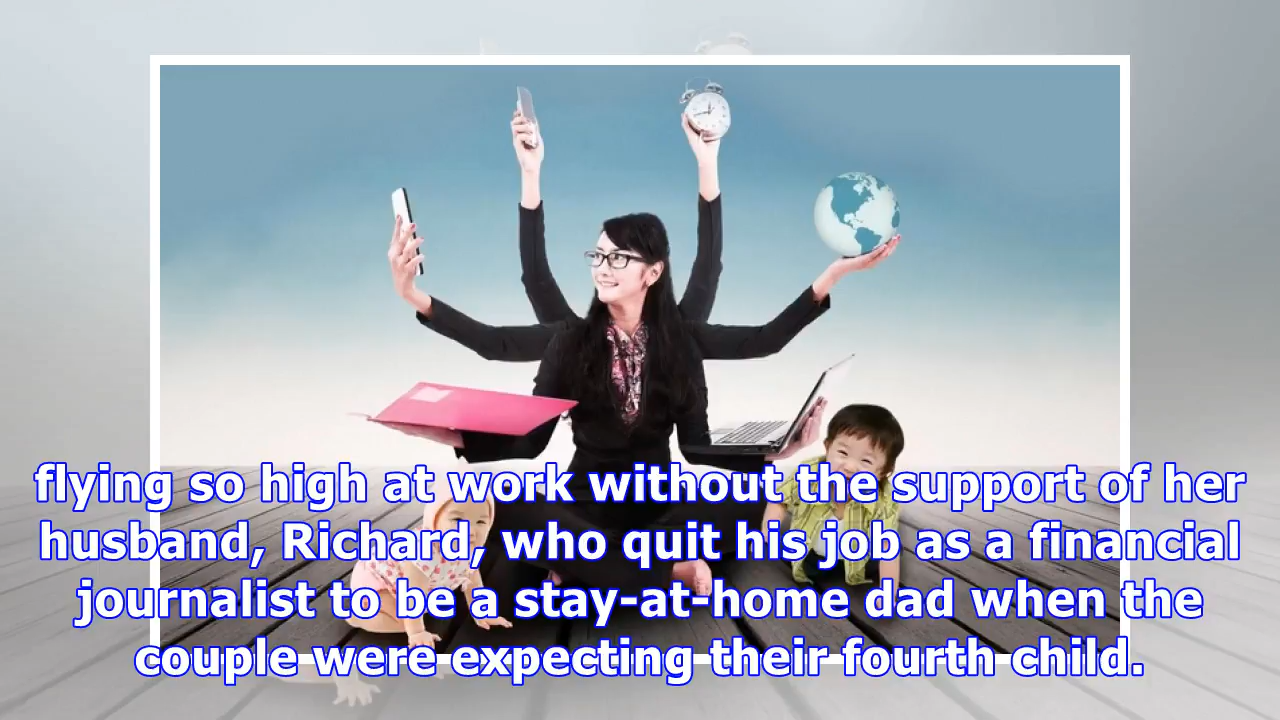 flying so high at work without the support of her
husband, Richard, who quit his job as a financial
journalist to be a stay-at-home dad when the
couple were expecting their fourth child.